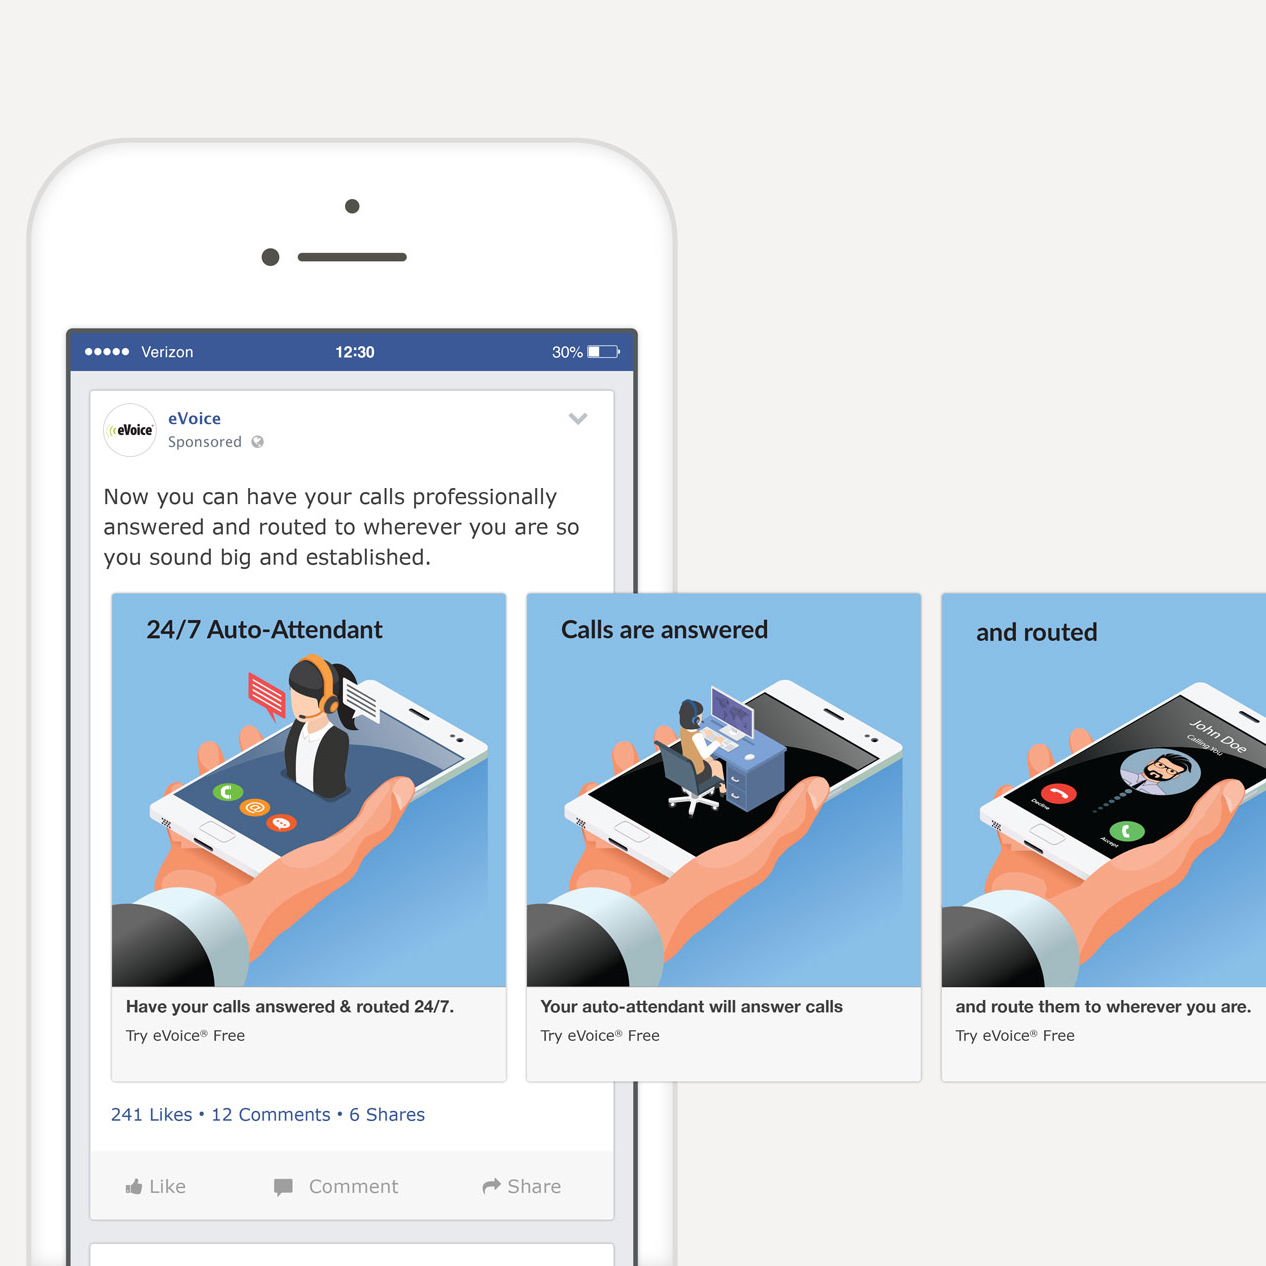 Verizon
12:30
30%
eVoice
eVoice
Sponsored
Now you can have your calls professionally
answered and routed to wherever you are so
you sound big and established.
24/7 Auto-Attendant
Have your calls answered & routed 24/7.
Try eVoice® Free
Calls are answered
Your auto-attendant will answer calls
Try eVoice® Free
and routed
John Doe
Calling You
Decline
Accept
and route them to wherever you are.
Try eVoice® Free
241 Likes • 12 Comments • 6 Shares
Like
Comment
Share